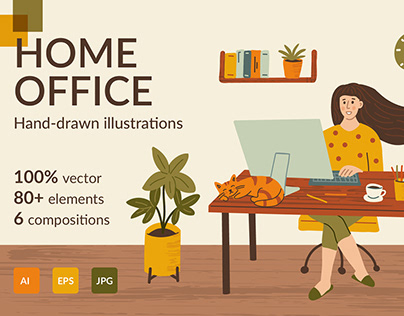 HOME
OFFICE
Hand-drawn illustrations
100% vector
80+ elements
6 compositions
AI EPS JPG